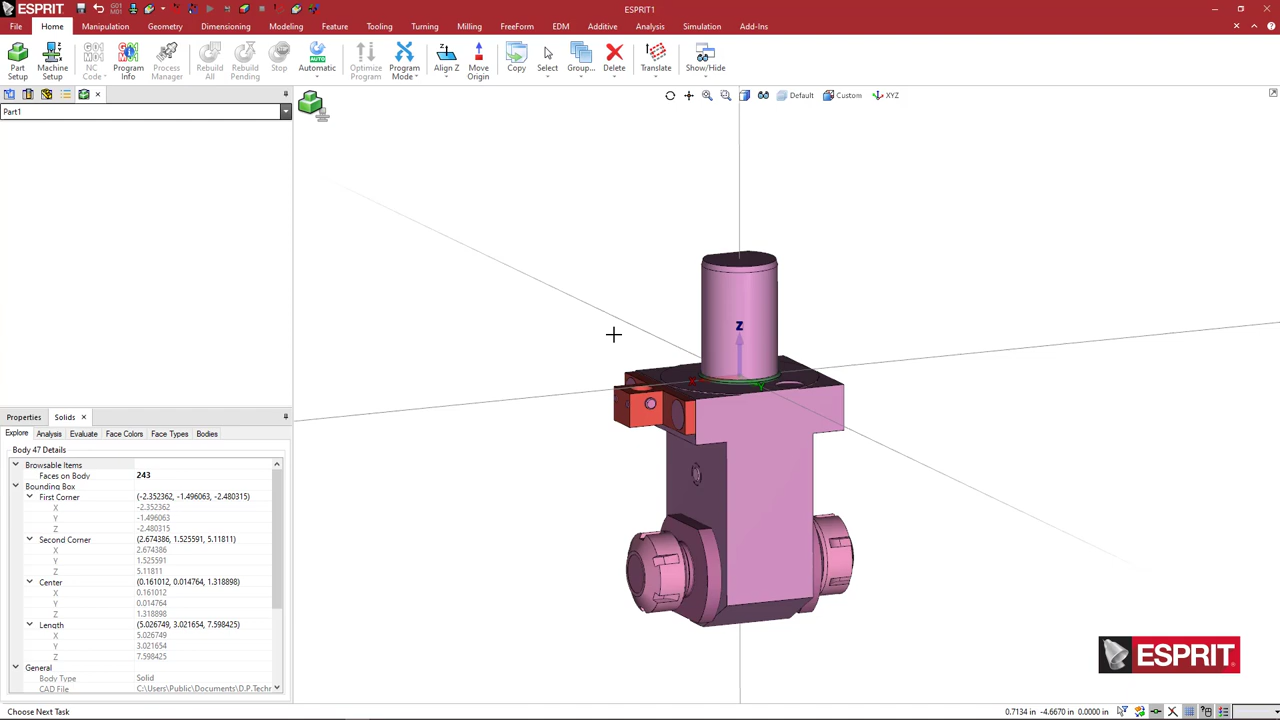 ESPRIT
ESPRIT1
File Home Manipulation Geometry Dimensioning Modeling Feature Tooling Turning Milling FreeForm EDM Additive Analysis Simulation Add-Ins
Part Setup
Machine Setup
NC Code
Program Info
Process Manager
Rebuild All
Rebuild Pending
Stop
Automatic
Optimize Program
Program Mode
Align Z
Move Origin
Copy
Select
Group...
Delete
Translate
Show/Hide
Part1
Default Custom XYZ
Z
Properties Solids
Explore Analysis Evaluate Face Colors Face Types Bodies
Body 47 Details
Browsable Items
Faces on Body 243
Bounding Box
First Corner (-2.352362, -1.496063, -2.480315)
X -2.352362
Y -1.496063
Z -2.480315
Second Corner (2.674386, 1.525591, 5.11811)
X 2.674386
Y 1.525591
Z 5.11811
Center (0.161012, 0.014764, 1.318898)
X 0.161012
Y 0.014764
Z 1.318898
Length (5.026749, 3.021654, 7.598425)
X 5.026749
Y 3.021654
Z 7.598425
General
Body Type Solid
CAD File C:\Users\Public\Documents\D.P.Techn
ESPRIT.
Choose Next Task
0.7134 in -4.6670 in 0.0000 in